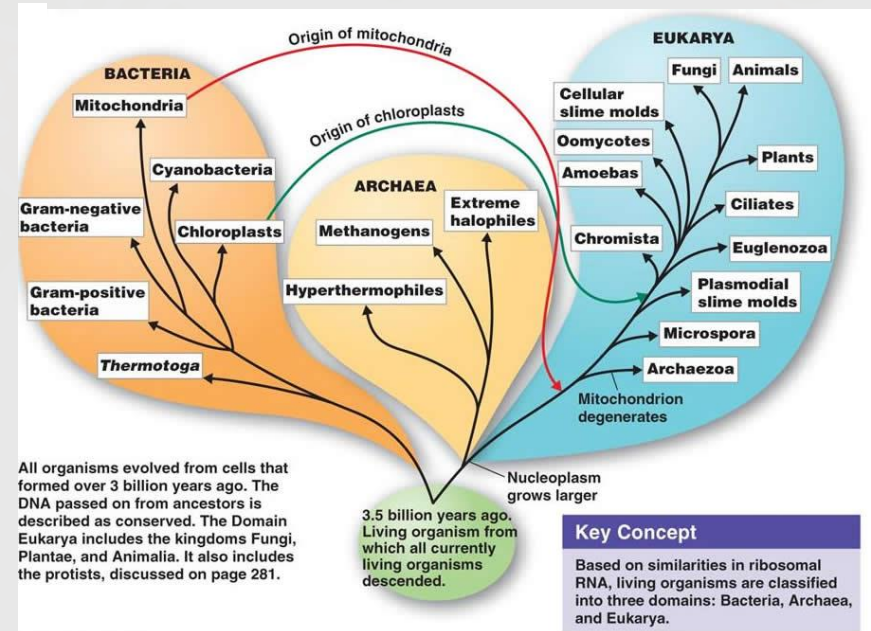 Origin of mitochondria
Origin of chloroplasts
BACTERIA
Mitochondria
Cyanobacteria
Gram-negative
bacteria
Chloroplasts
Gram-positive
bacteria
Thermotoga
ARCHAEA
Extreme
halophiles
Methanogens
Hyperthermophiles
EUKARYA
Fungi
Animals
Cellular
slime molds
Oomycotes
Plants
Amoebas
Ciliates
Chromista
Euglenozoa
Plasmodial
slime molds
Microspora
Archaezoa
Mitochondrion
degenerates
Nucleoplasm
grows larger
All organisms evolved from cells that
formed over 3 billion years ago. The
DNA passed on from ancestors is
described as conserved. The Domain
Eukarya includes the kingdoms Fungi,
Plantae, and Animalia. It also includes
the protists, discussed on page 281.
3.5 billion years ago.
Living organism from
which all currently
living organisms
descended.
Key Concept
Based on similarities in ribosomal
RNA, living organisms are classified
into three domains: Bacteria, Archaea,
and Eukarya.